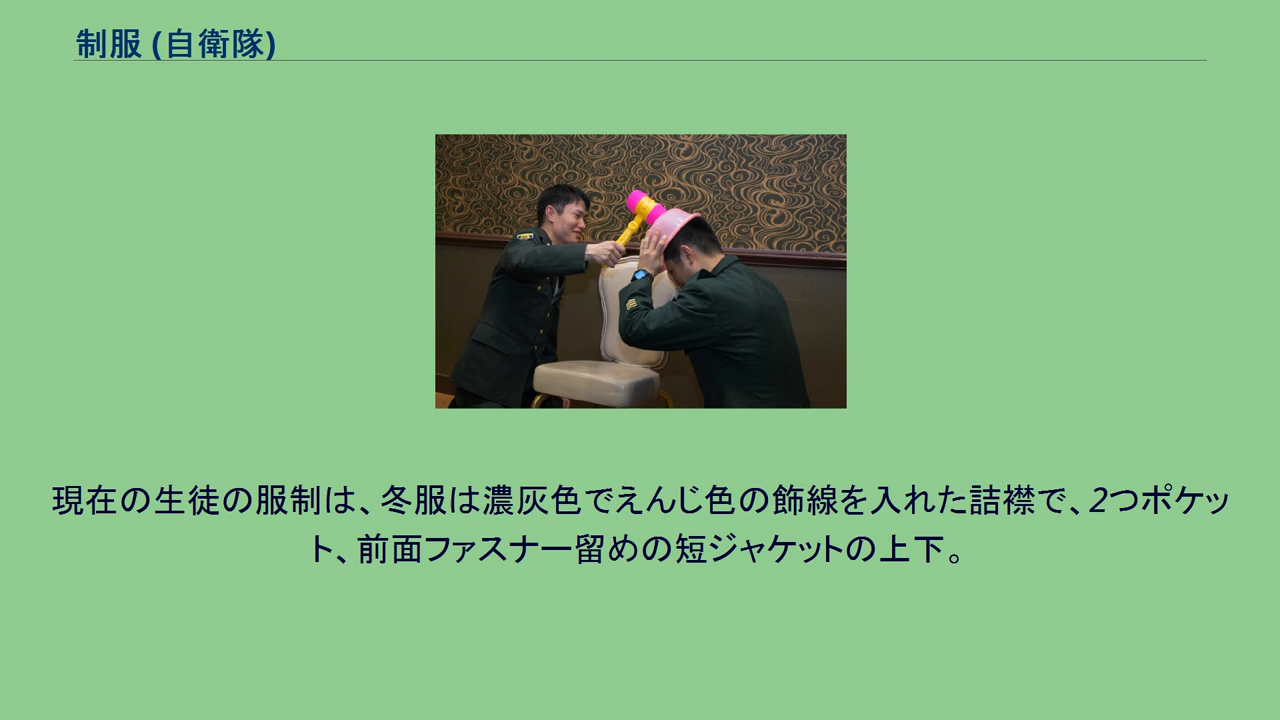 制服 (自衛隊)
現在の生徒の服制は、冬服は濃灰色でえんじ色の飾線を入れた詰襟で、2つポケッ
ト、前面ファスナー留めの短ジャケットの上下。